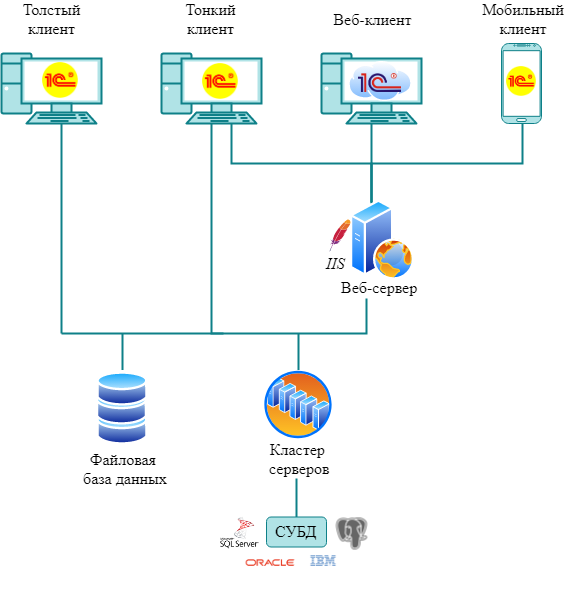 Толстый
клиент
Тонкий
клиент
Веб-клиент
Мобильный
клиент
1С
1С
1С
1С
IIS
Веб-сервер
Файловая
база данных
Кластер
серверов
SQL Server
СУБД
ORACLE
IBM